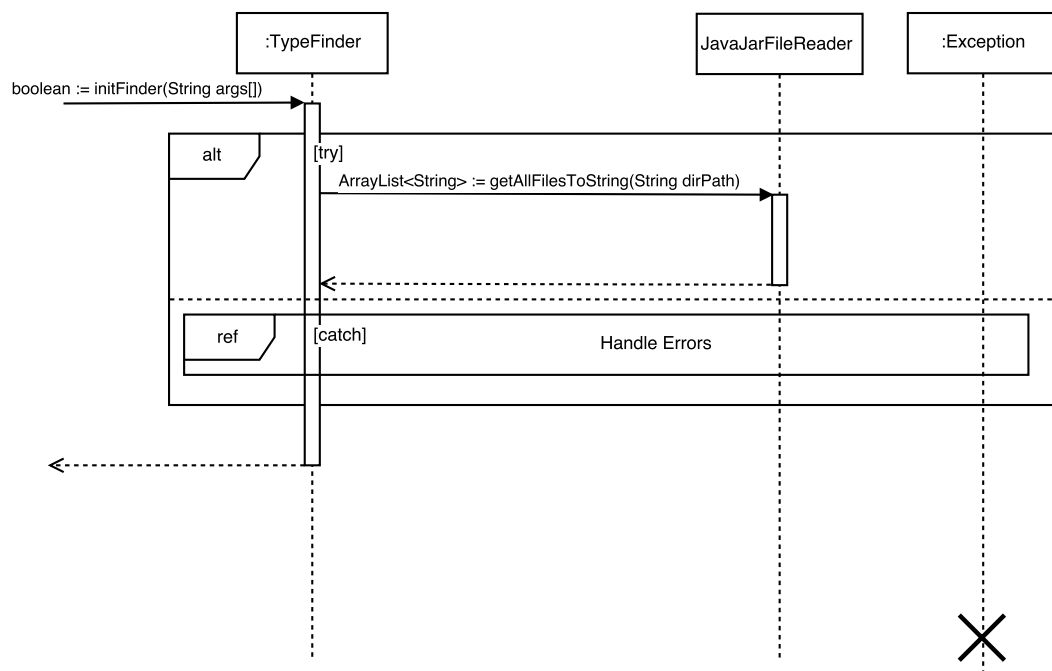 :TypeFinder
JavaJarFileReader
:Exception
boolean := initFinder(String args[])
alt
[try]
ArrayList<String> := getAllFilesToString(String dirPath)
ref
[catch]
Handle Errors